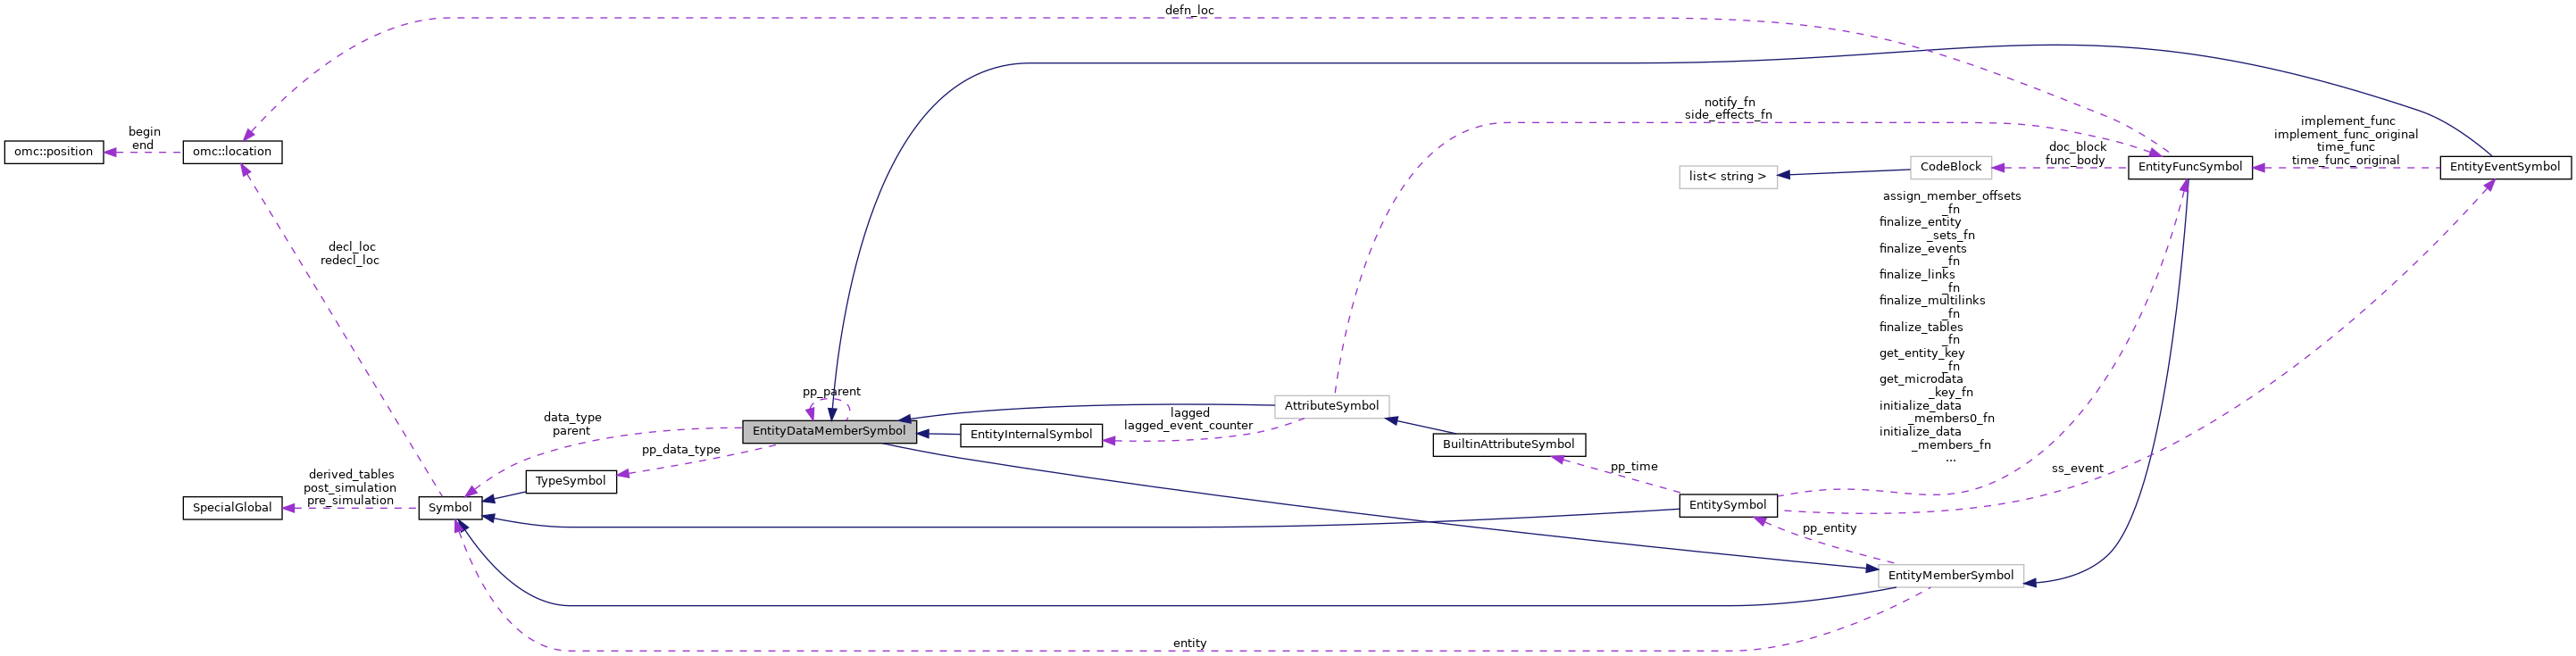 defn_loc
notify_fn
side_effects_fn
implement_func
implement_func_original
time_func
time_func_original
begin
end
omc::position
omc::location
doc_block
func_body
list< string >
CodeBlock
EntityFuncSymbol
EntityEventSymbol
assign_member_offsets
_fn
finalize_entity
_sets_fn
finalize_events
_fn
finalize_links
_fn
finalize_multilinks
_fn
finalize_tables
_fn
get_entity_key
_fn
get_microdata
_key_fn
initialize_data
_members0_fn
initialize_data
_members_fn
...
decl_loc
redecl_loc
pp_parent
data_type
parent
EntityDataMemberSymbol
EntityInternalSymbol
AttributeSymbol
lagged
lagged_event_counter
BuiltinAttributeSymbol
pp_data_type
pp_time
ss_event
derived_tables
post_simulation
pre_simulation
TypeSymbol
SpecialGlobal
Symbol
EntitySymbol
pp_entity
EntityMemberSymbol
entity